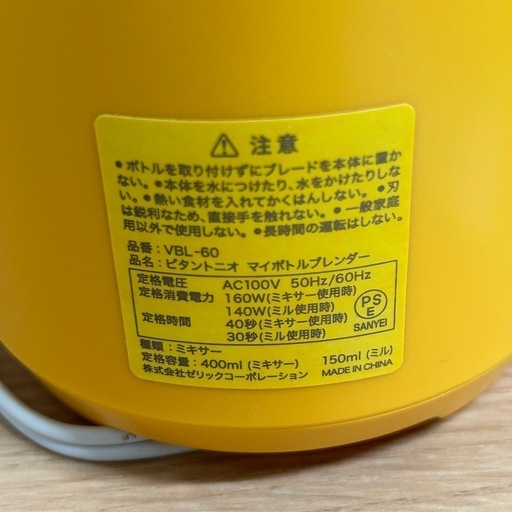 注意
●ボトルを取り付けずにブレードを本体に置か
ない。●本体を水につけたり、水をかけたりし
ない。●熱い食材を入れてかくはんしない。●刃
は鋭利なため、直接手を触れない。●一般家庭
用以外で使用しない。●長時間の運転はしない。
品番：VBL-60
品名：ビタントニオ マイボトルブレンダー
定格電圧 AC100V 50Hz/60Hz
定格消費電力 160W(ミキサー使用時)
140W(ミル使用時)
定格時間 40秒(ミキサー使用時)
30秒(ミル使用時)
PS
E
SANYEI
種類：ミキサー
定格容量：400ml (ミキサー) 150ml (ミル)
株式会社ゼリックコーポレーション MADE IN CHINA